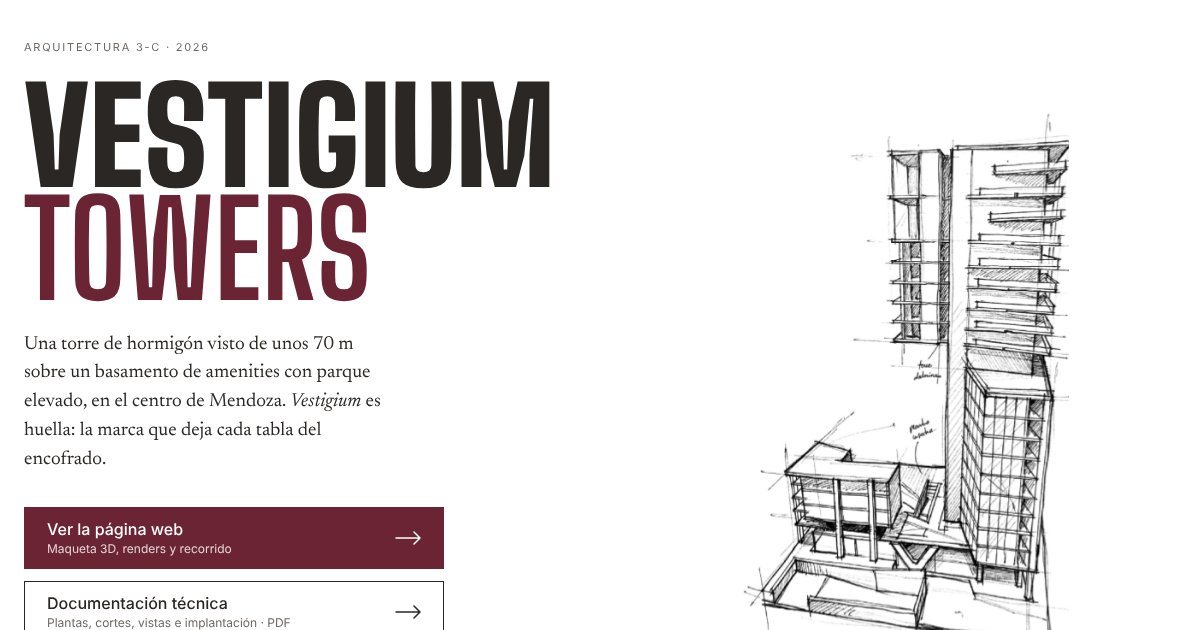 ARQUITECTURA 3-C · 2026
VESTIGIUM
TOWERS
Una torre de hormigón visto de unos 70 m
sobre un basamento de amenities con parque
elevado, en el centro de Mendoza. Vestigium es
huella: la marca que deja cada tabla del
encofrado.
Ver la página web
Maqueta 3D, renders y recorrido
Documentación técnica
Plantas, cortes, vistas e implantación · PDF